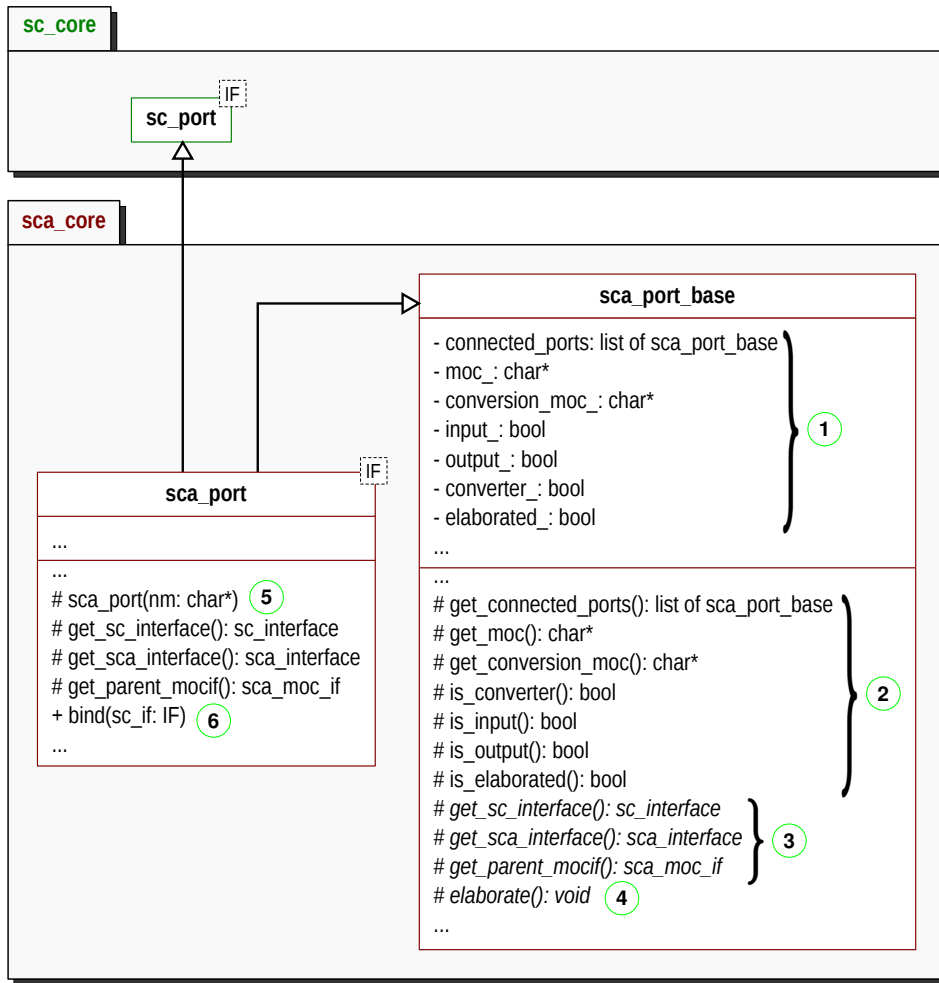 sc_core
IF
sc_port
sca_core
sca_port_base
- connected_ports: list of sca_port_base
- moc_: char*
- conversion_moc_: char*
- input_: bool
- output_: bool
- converter_: bool
- elaborated_: bool
...
1
...
# get_connected_ports(): list of sca_port_base
# get_moc(): char*
# get_conversion_moc(): char*
# is_converter(): bool
# is_input(): bool
# is_output(): bool
# is_elaborated(): bool
2
# get_sc_interface(): sc_interface
# get_sca_interface(): sca_interface
# get_parent_mocif(): sca_moc_if
3
# elaborate(): void 4
...
IF
sca_port
...
...
# sca_port(nm: char*) 5
# get_sc_interface(): sc_interface
# get_sca_interface(): sca_interface
# get_parent_mocif(): sca_moc_if
+ bind(sc_if: IF) 6
...